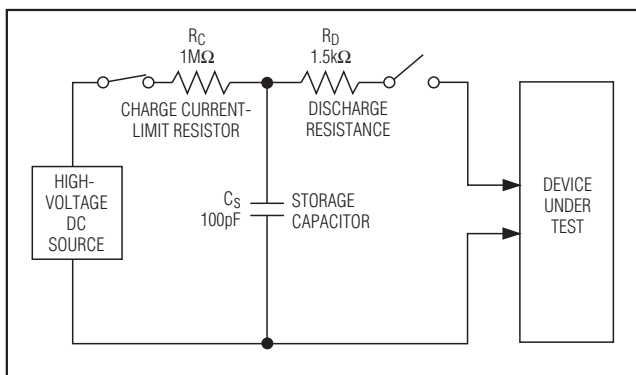 R_C
1MΩ
CHARGE CURRENT-
LIMIT RESISTOR
R_D
1.5kΩ
DISCHARGE
RESISTANCE
HIGH-
VOLTAGE
DC
SOURCE
C_S
100pF
STORAGE
CAPACITOR
DEVICE
UNDER
TEST